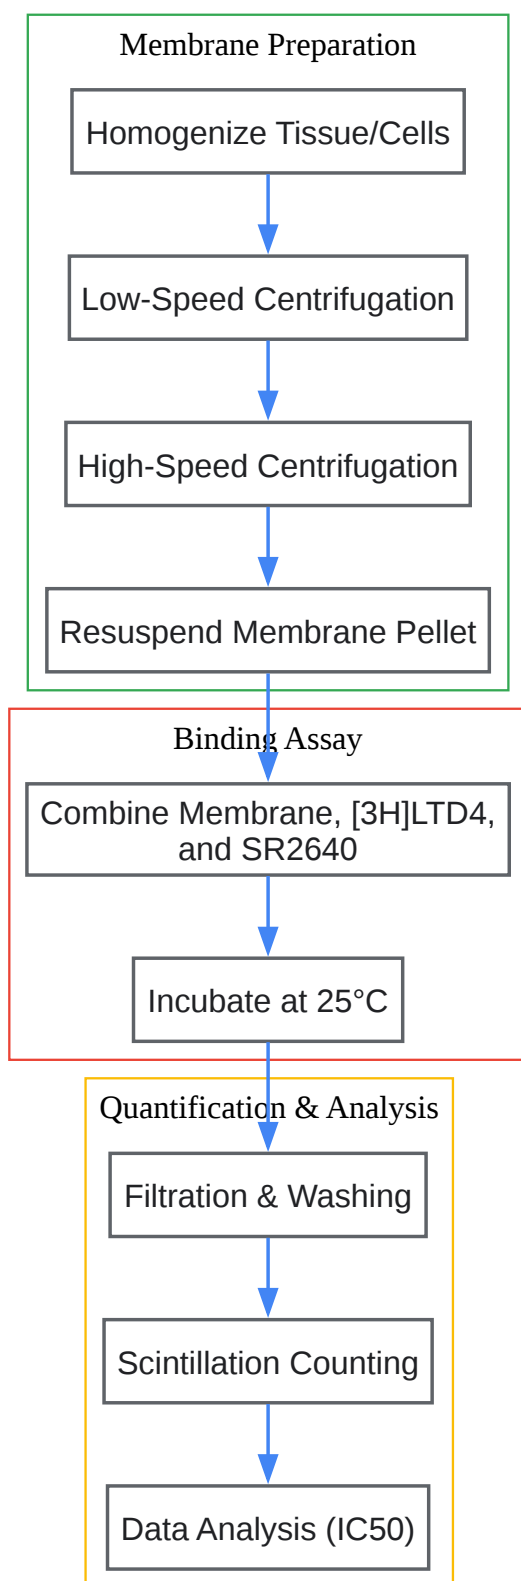 Membrane Preparation
Homogenize Tissue/Cells
Low-Speed Centrifugation
High-Speed Centrifugation
Resuspend Membrane Pellet
Binding Assay
Combine Membrane, [3H]LTD4,
and SR2640
Incubate at 25°C
Quantification & Analysis
Filtration & Washing
Scintillation Counting
Data Analysis (IC50)